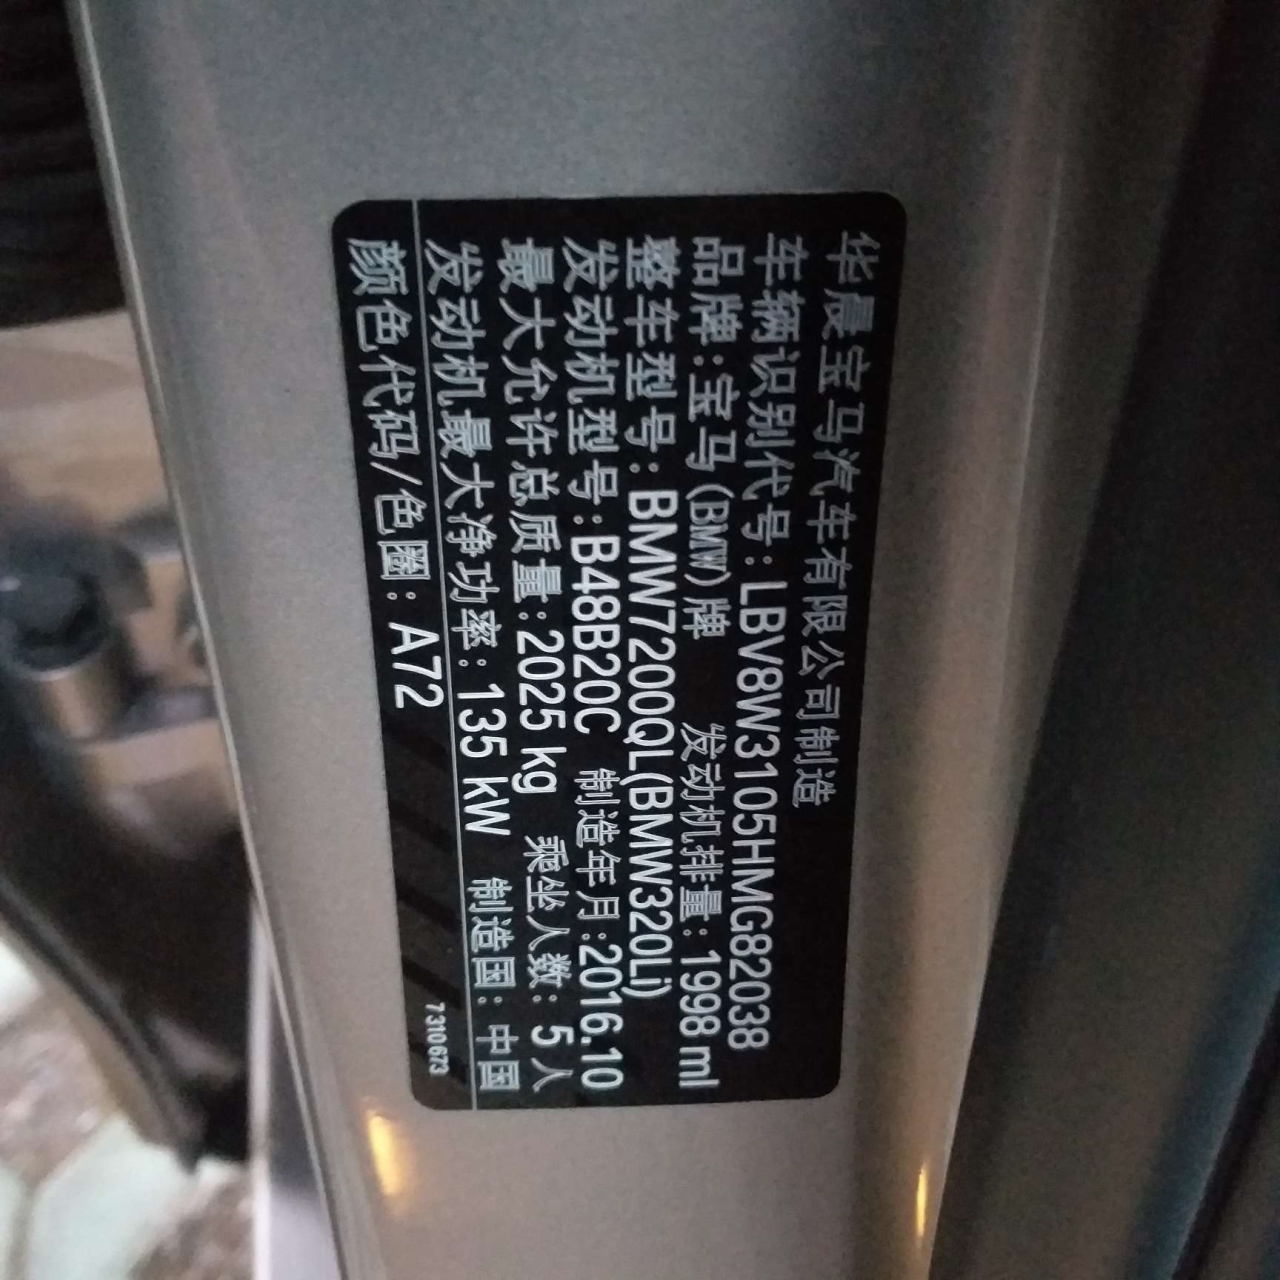 华晨宝马汽车有限公司制造
车辆识别代号:LBV8W3105HMG82038
品牌:宝马(BMW)牌 发动机排量:1998 ml
整车型号:BMW7200QL(BMW320Li)
发动机型号:B48B20C 制造年月:2016.10
最大允许总质量:2025 kg 乘坐人数:5人
发动机最大净功率:135 kW 制造国:中国
颜色代码/色圈:A72
7 310 673